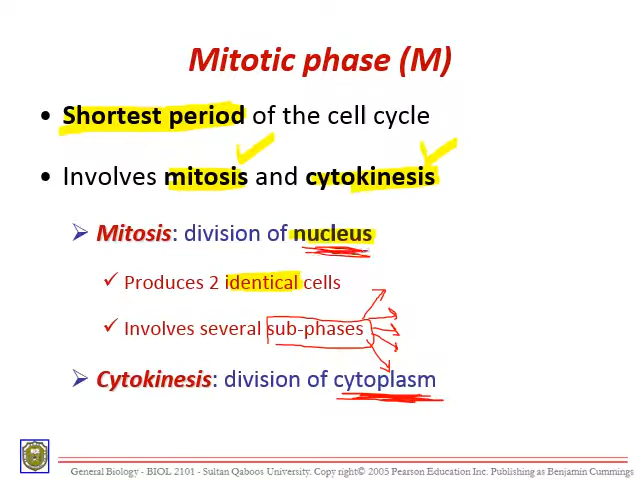 Mitotic phase (M)
• Shortest period of the cell cycle
• Involves mitosis and cytokinesis
➢ Mitosis: division of nucleus
✓ Produces 2 identical cells
✓ Involves several sub-phases
➢ Cytokinesis: division of cytoplasm
General Biology - BIOL 2101 - Sultan Qaboos University. Copy right© 2005 Pearson Education Inc. Publishing as Benjamin Cummings